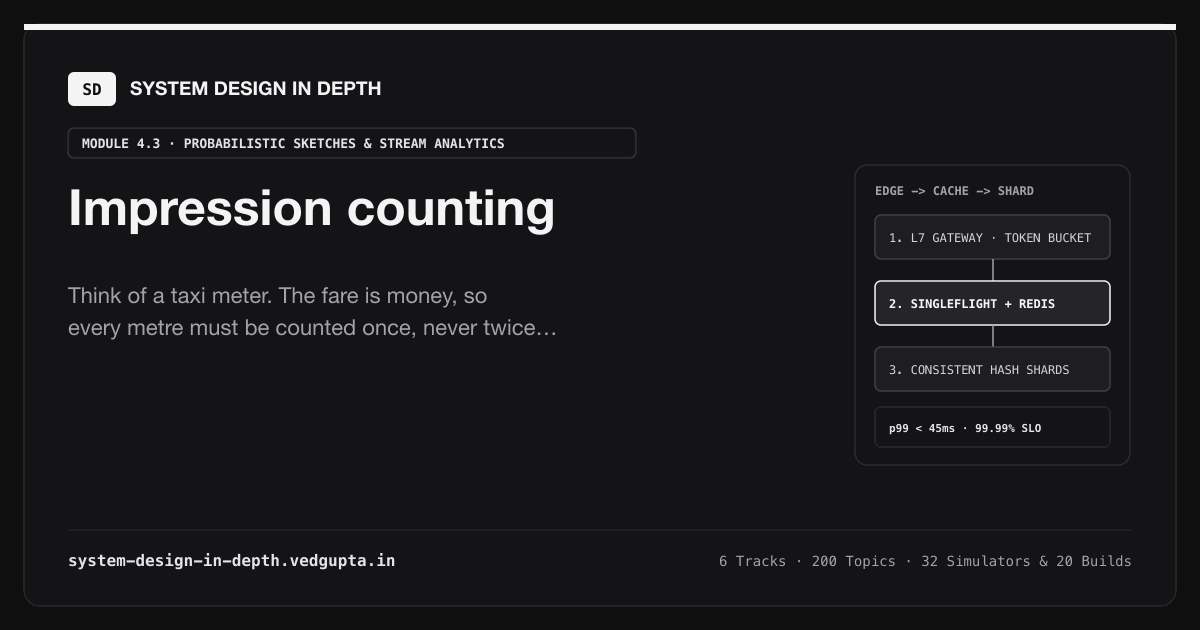 SD
SYSTEM DESIGN IN DEPTH
MODULE 4.3 · PROBABILISTIC SKETCHES & STREAM ANALYTICS
Impression counting
Think of a taxi meter. The fare is money, so
every metre must be counted once, never twice…
EDGE —> CACHE —> SHARD
1. L7 GATEWAY · TOKEN BUCKET
2. SINGLEFLIGHT + REDIS
3. CONSISTENT HASH SHARDS
p99 < 45ms · 99.99% SLO
system-design-in-depth.vedgupta.in
6 Tracks · 200 Topics · 32 Simulators & 20 Builds